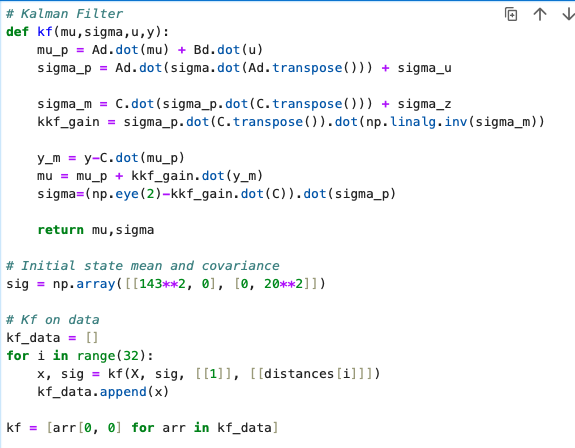 # Kalman Filter
def kf(mu,sigma,u,y):
    mu_p = Ad.dot(mu) + Bd.dot(u)
    sigma_p = Ad.dot(sigma.dot(Ad.transpose())) + sigma_u

    sigma_m = C.dot(sigma_p.dot(C.transpose())) + sigma_z
    kkf_gain = sigma_p.dot(C.transpose()).dot(np.linalg.inv(sigma_m))

    y_m = y-C.dot(mu_p)
    mu = mu_p + kkf_gain.dot(y_m)
    sigma=(np.eye(2)-kkf_gain.dot(C)).dot(sigma_p)

    return mu,sigma

# Initial state mean and covariance
sig = np.array([[143**2, 0], [0, 20**2]])

# Kf on data
kf_data = []
for i in range(32):
    x, sig = kf(X, sig, [[1]], [[distances[i]]])
    kf_data.append(x)

kf = [arr[0, 0] for arr in kf_data]